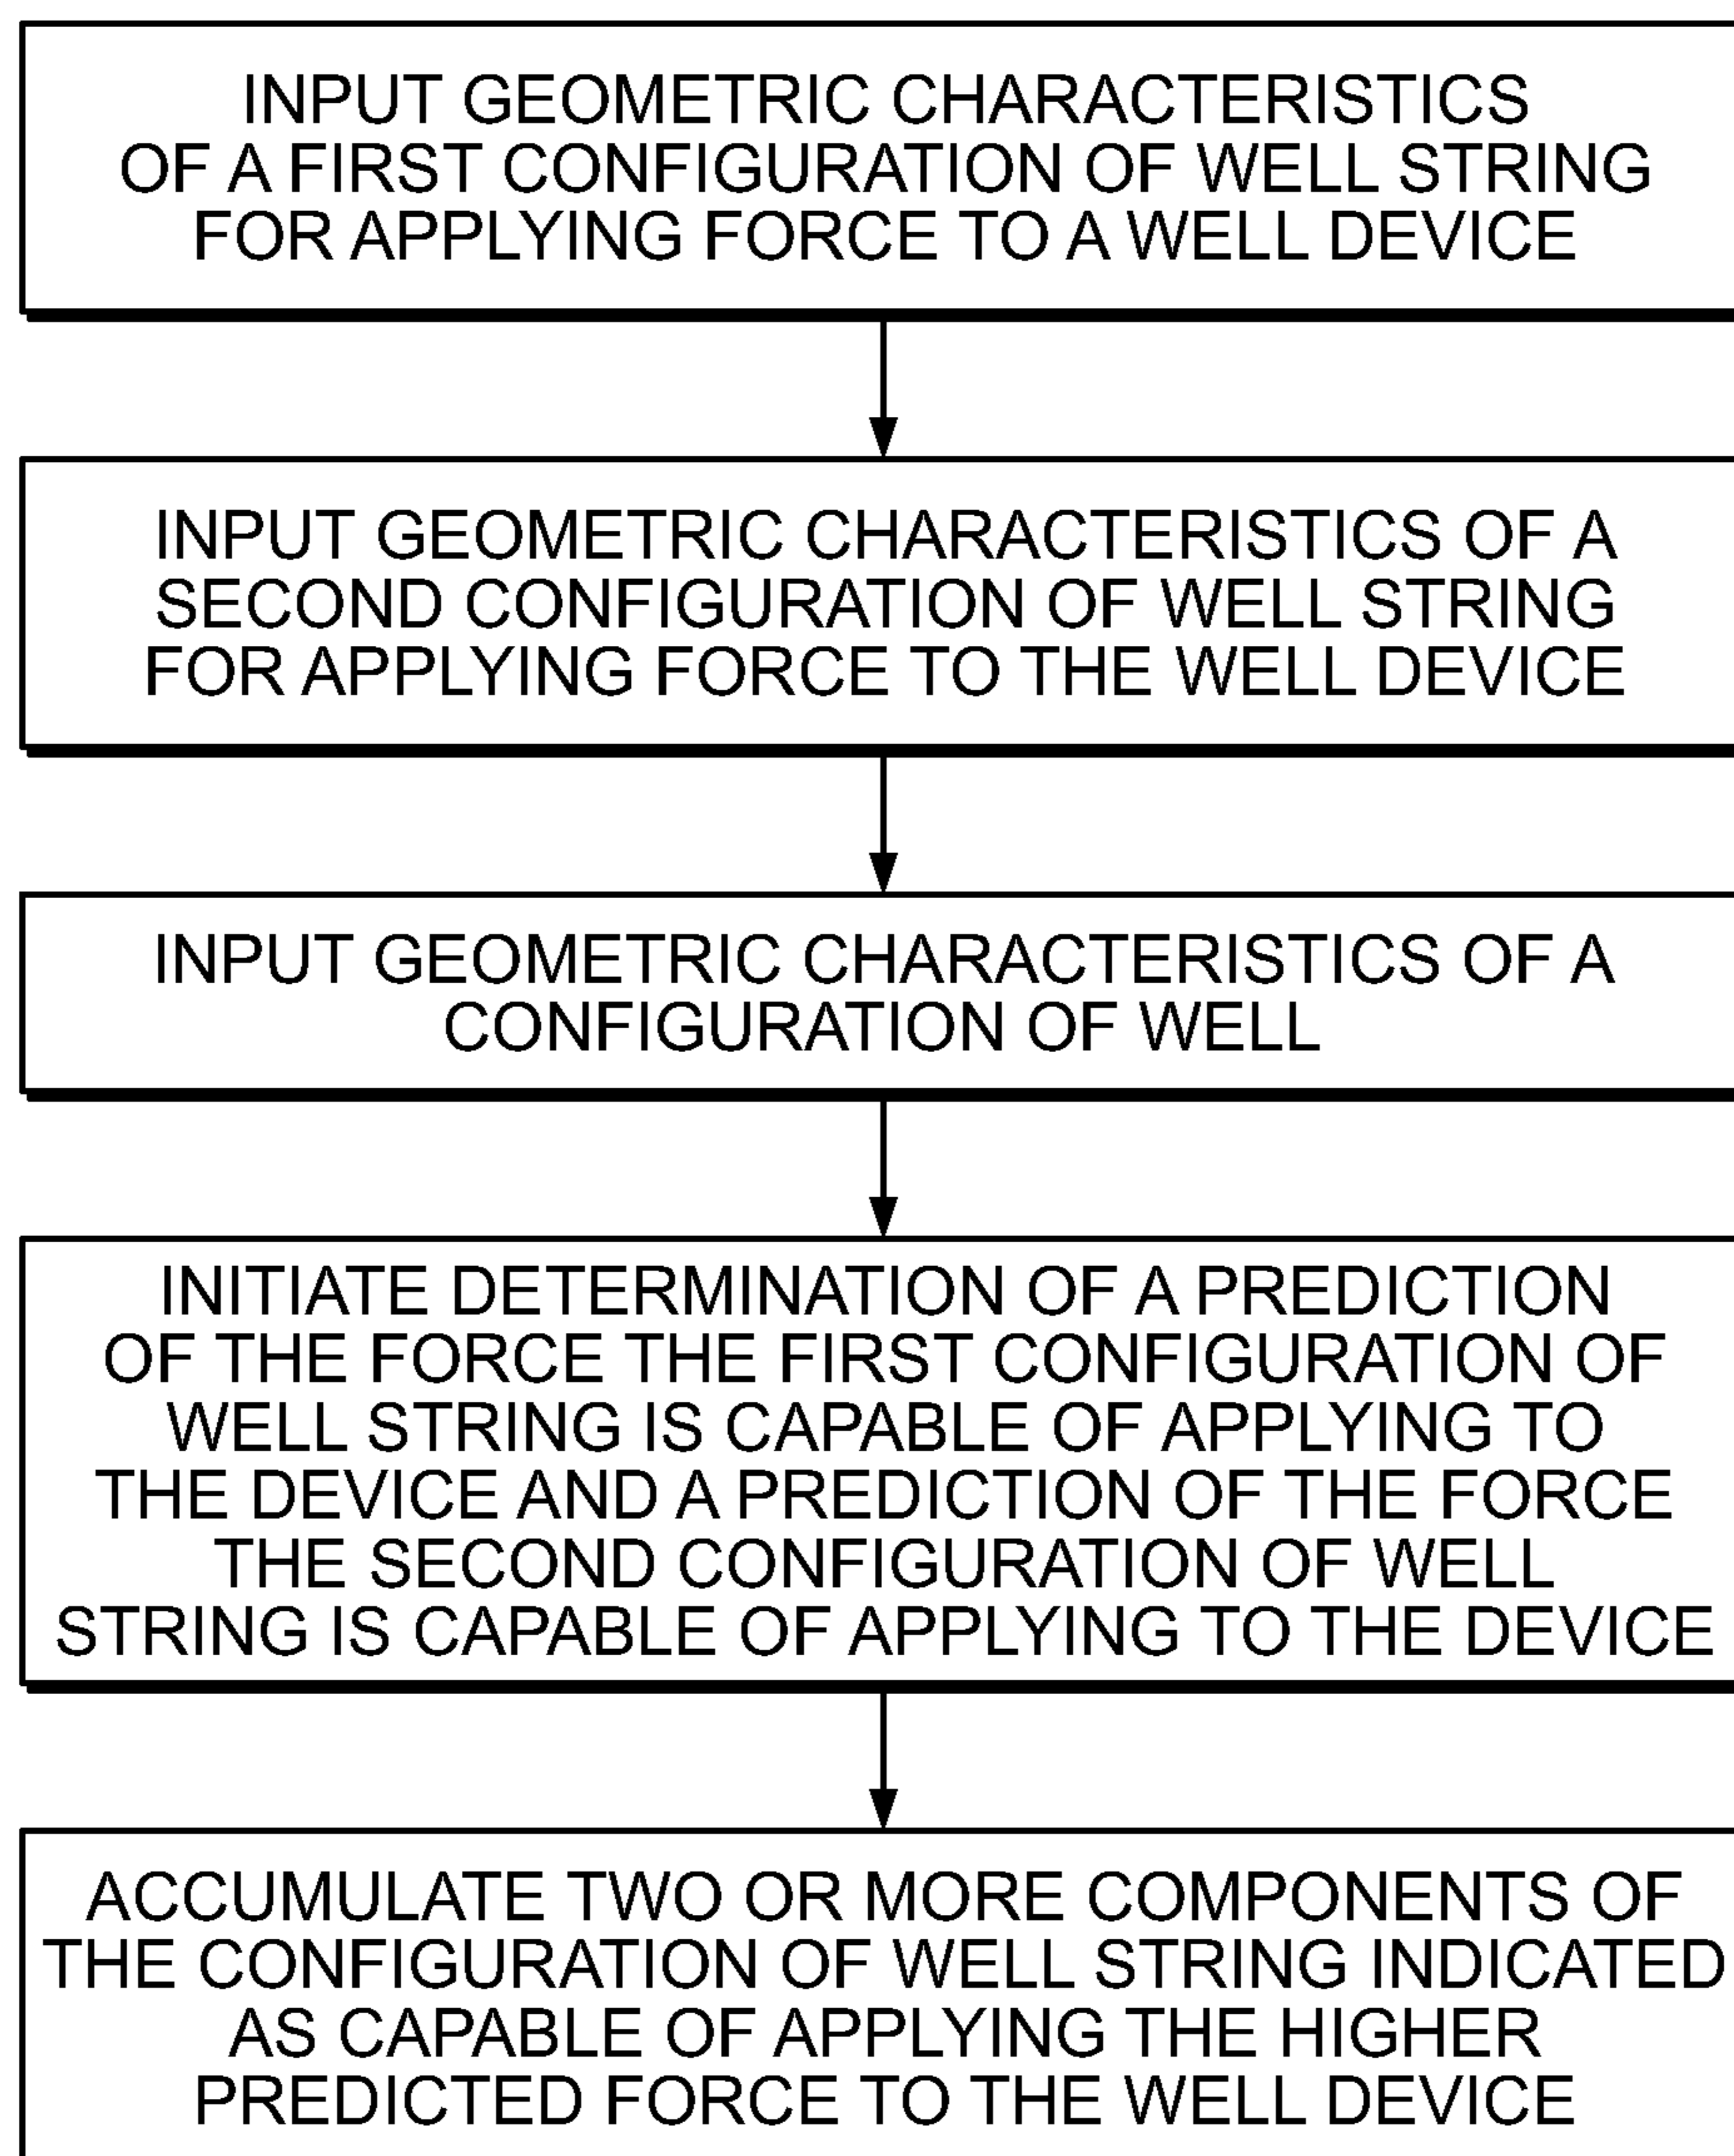 INPUT GEOMETRIC CHARACTERISTICS
OF A FIRST CONFIGURATION OF WELL STRING
FOR APPLYING FORCE TO A WELL DEVICE
INPUT GEOMETRIC CHARACTERISTICS OF A
SECOND CONFIGURATION OF WELL STRING
FOR APPLYING FORCE TO THE WELL DEVICE
INPUT GEOMETRIC CHARACTERISTICS OF A
CONFIGURATION OF WELL
INITIATE DETERMINATION OF A PREDICTION
OF THE FORCE THE FIRST CONFIGURATION OF
WELL STRING IS CAPABLE OF APPLYING TO
THE DEVICE AND A PREDICTION OF THE FORCE
THE SECOND CONFIGURATION OF WELL
STRING IS CAPABLE OF APPLYING TO THE DEVICE
ACCUMULATE TWO OR MORE COMPONENTS OF
THE CONFIGURATION OF WELL STRING INDICATED
AS CAPABLE OF APPLYING THE HIGHER
PREDICTED FORCE TO THE WELL DEVICE